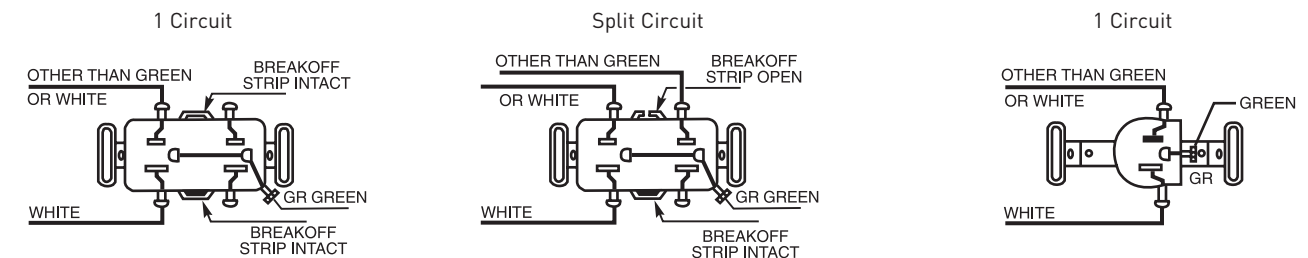 1 Circuit
OTHER THAN GREEN
OR WHITE
BREAKOFF
STRIP INTACT
GR GREEN
WHITE
BREAKOFF
STRIP INTACT
Split Circuit
OTHER THAN GREEN
OR WHITE
BREAKOFF
STRIP OPEN
GR GREEN
WHITE
BREAKOFF
STRIP INTACT
1 Circuit
OTHER THAN GREEN
OR WHITE
GREEN
GR
WHITE